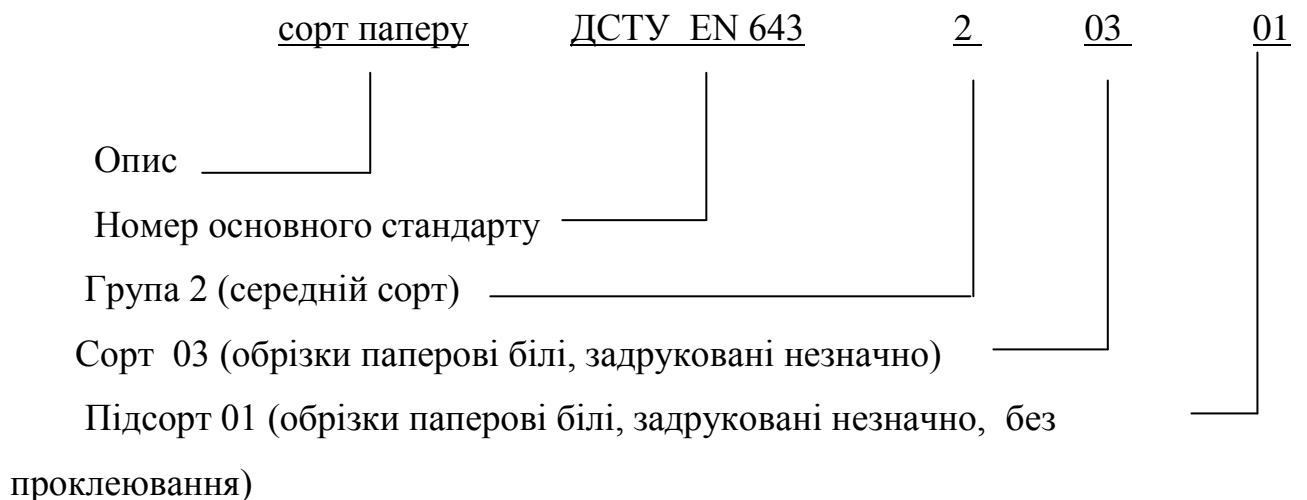 сорт паперу ДСТУ EN 643 2 03 01
Опис
Номер основного стандарту
Група 2 (середній сорт)
Сорт 03 (обрізки паперові білі, задруковані незначно)
Підсорт 01 (обрізки паперові білі, задруковані незначно, без
проклеювання)